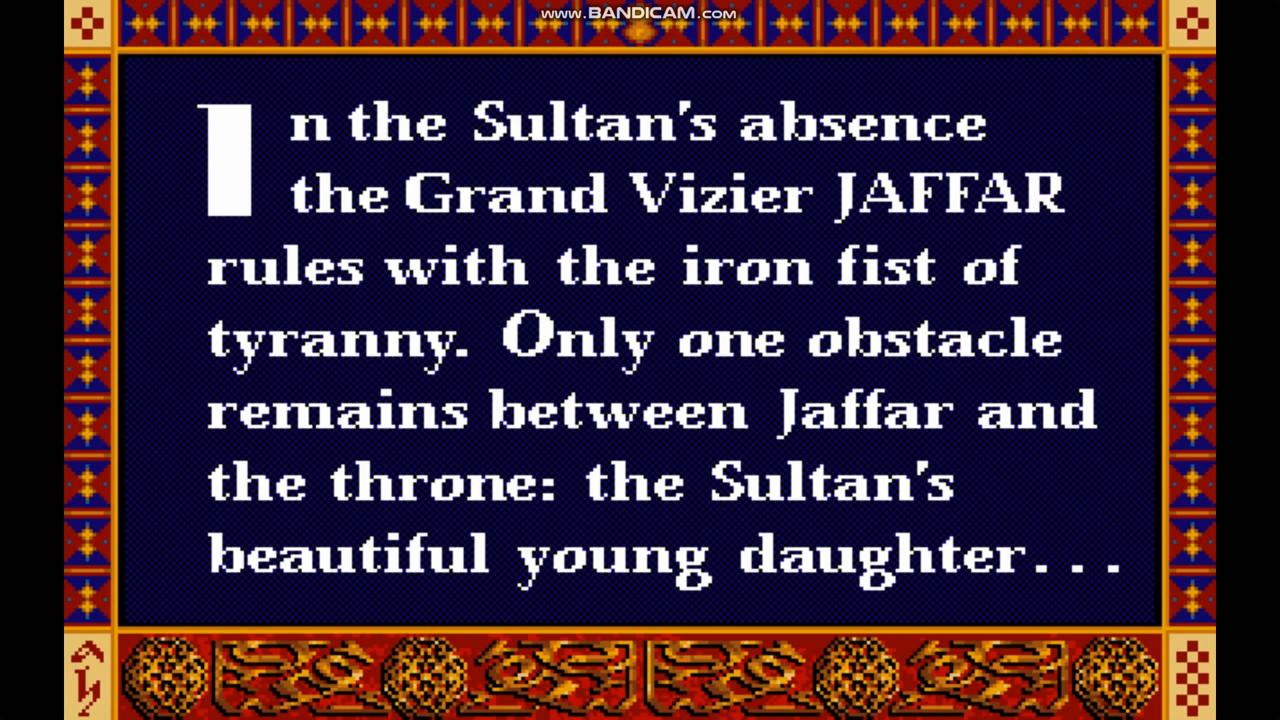 www.BANDICAM.com
In the Sultan's absence
the Grand Vizier JAFFAR
rules with the iron fist of
tyranny. Only one obstacle
remains between Jaffar and
the throne: the Sultan's
beautiful young daughter...